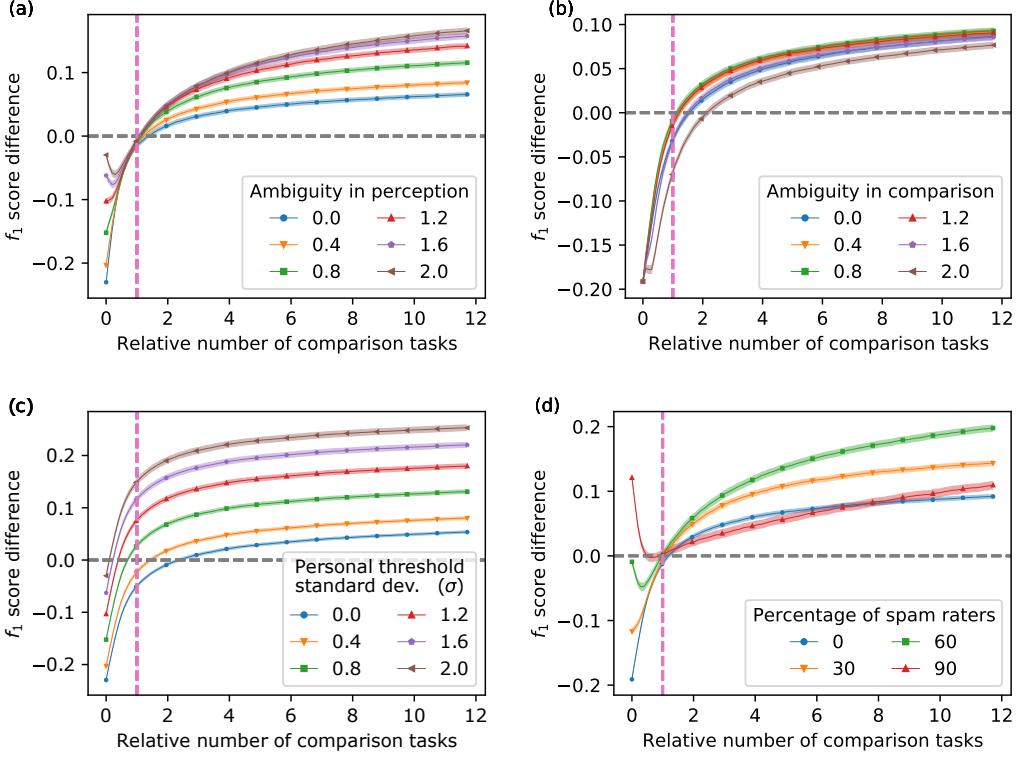 (a)
0.1
0.0
−0.1
−0.2
f₁ score difference
Ambiguity in perception
0.0 1.2
0.4 1.6
0.8 2.0
0 2 4 6 8 10 12
Relative number of comparison tasks
(b)
0.10
0.05
0.00
−0.05
−0.10
−0.15
−0.20
f₁ score difference
Ambiguity in comparison
0.0 1.2
0.4 1.6
0.8 2.0
0 2 4 6 8 10 12
Relative number of comparison tasks
(c)
0.2
0.1
0.0
−0.1
−0.2
f₁ score difference
Personal threshold
standard dev. (σ)
0.0 1.2
0.4 1.6
0.8 2.0
0 2 4 6 8 10 12
Relative number of comparison tasks
(d)
0.2
0.1
0.0
−0.1
−0.2
f₁ score difference
Percentage of spam raters
0 60
30 90
0 2 4 6 8 10 12
Relative number of comparison tasks